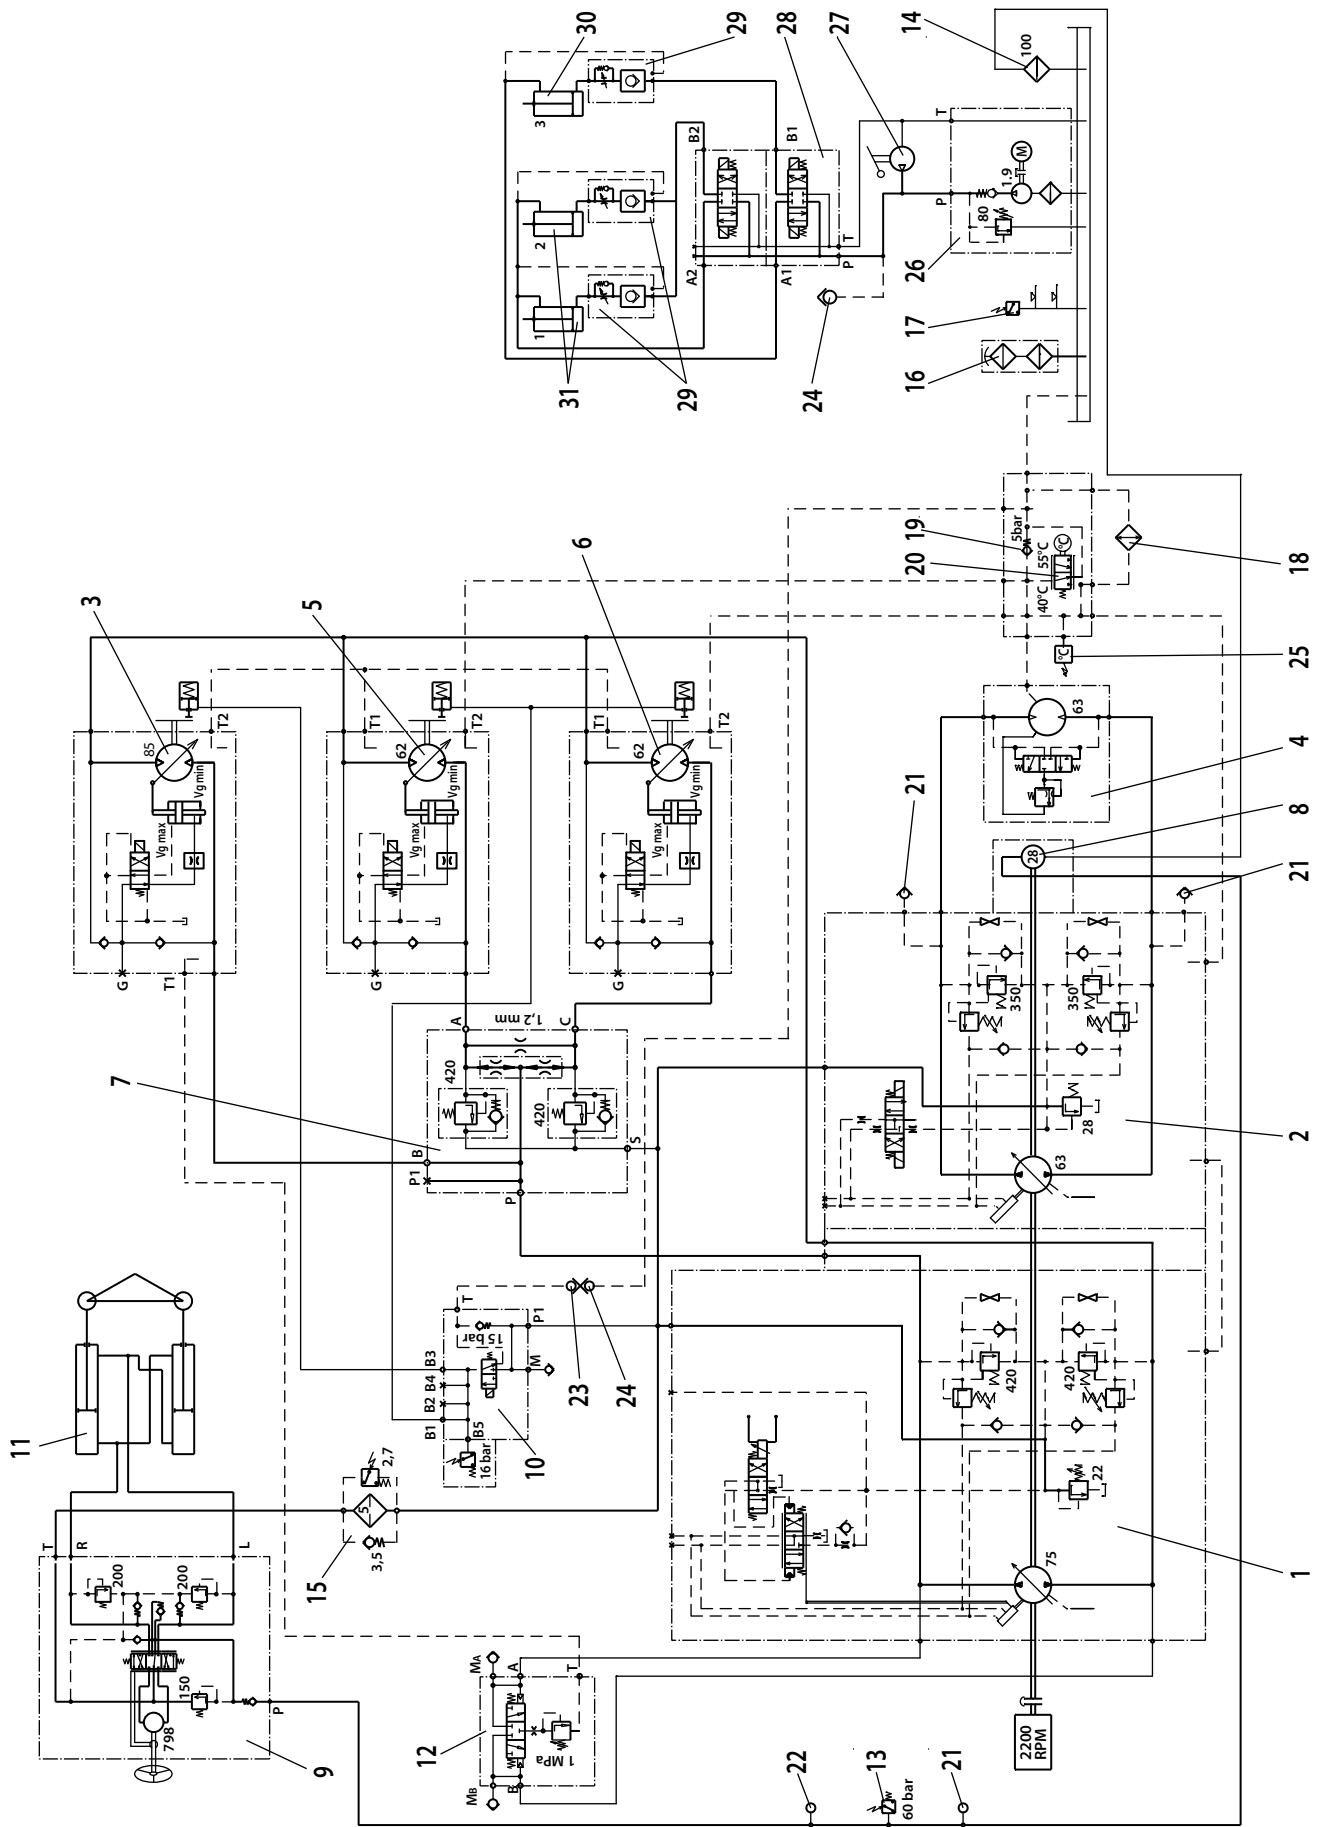 30
29
28
27
14
3
2
1
B2
B1
A2
A1
P
T
100
T
P
1.9
M
80
31
29
24
26
17
16
3
5
6
85
62
62
T2
T1
T2
T1
T2
Vg min
Vg max
Vg min
Vg max
Vg min
Vg max
G
T1
G
G
19
20
5bar
55°C
40°C
°C
°C
18
25
4
63
21
8
28
21
7
A
1,2 mm
C
420
420
B
P1
P
S
350
350
28
63
2
11
T
R
L
200
200
150
798
P
9
5
2,7
3,5
15
T
15 bar
P1
B3
B4
B2
B1
B5
M
16 bar
10
23
24
420
420
22
75
1
MA
A
T
1 MPa
MB
B
12
2200
RPM
22
13
60 bar
21